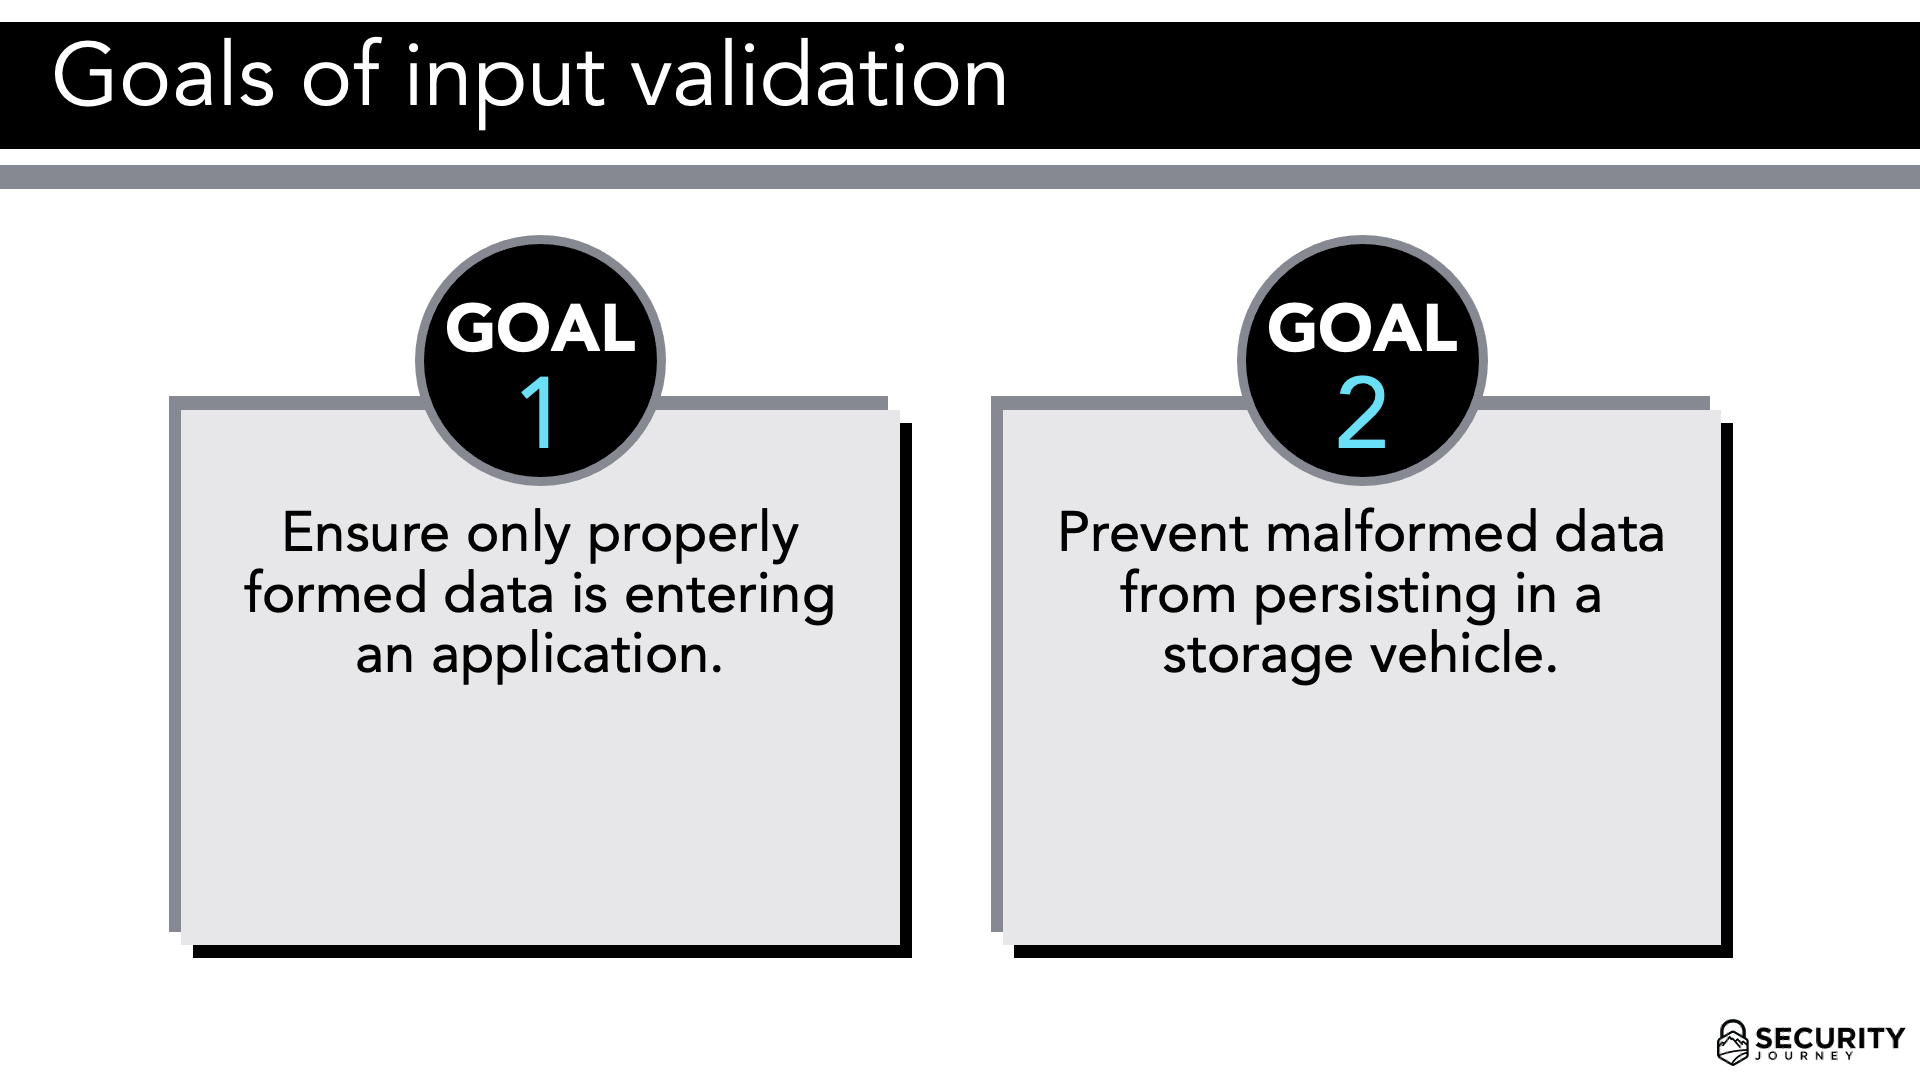 Goals of input validation
GOAL
1
Ensure only properly
formed data is entering
an application.
GOAL
2
Prevent malformed data
from persisting in a
storage vehicle.
SECURITY
JOURNEY